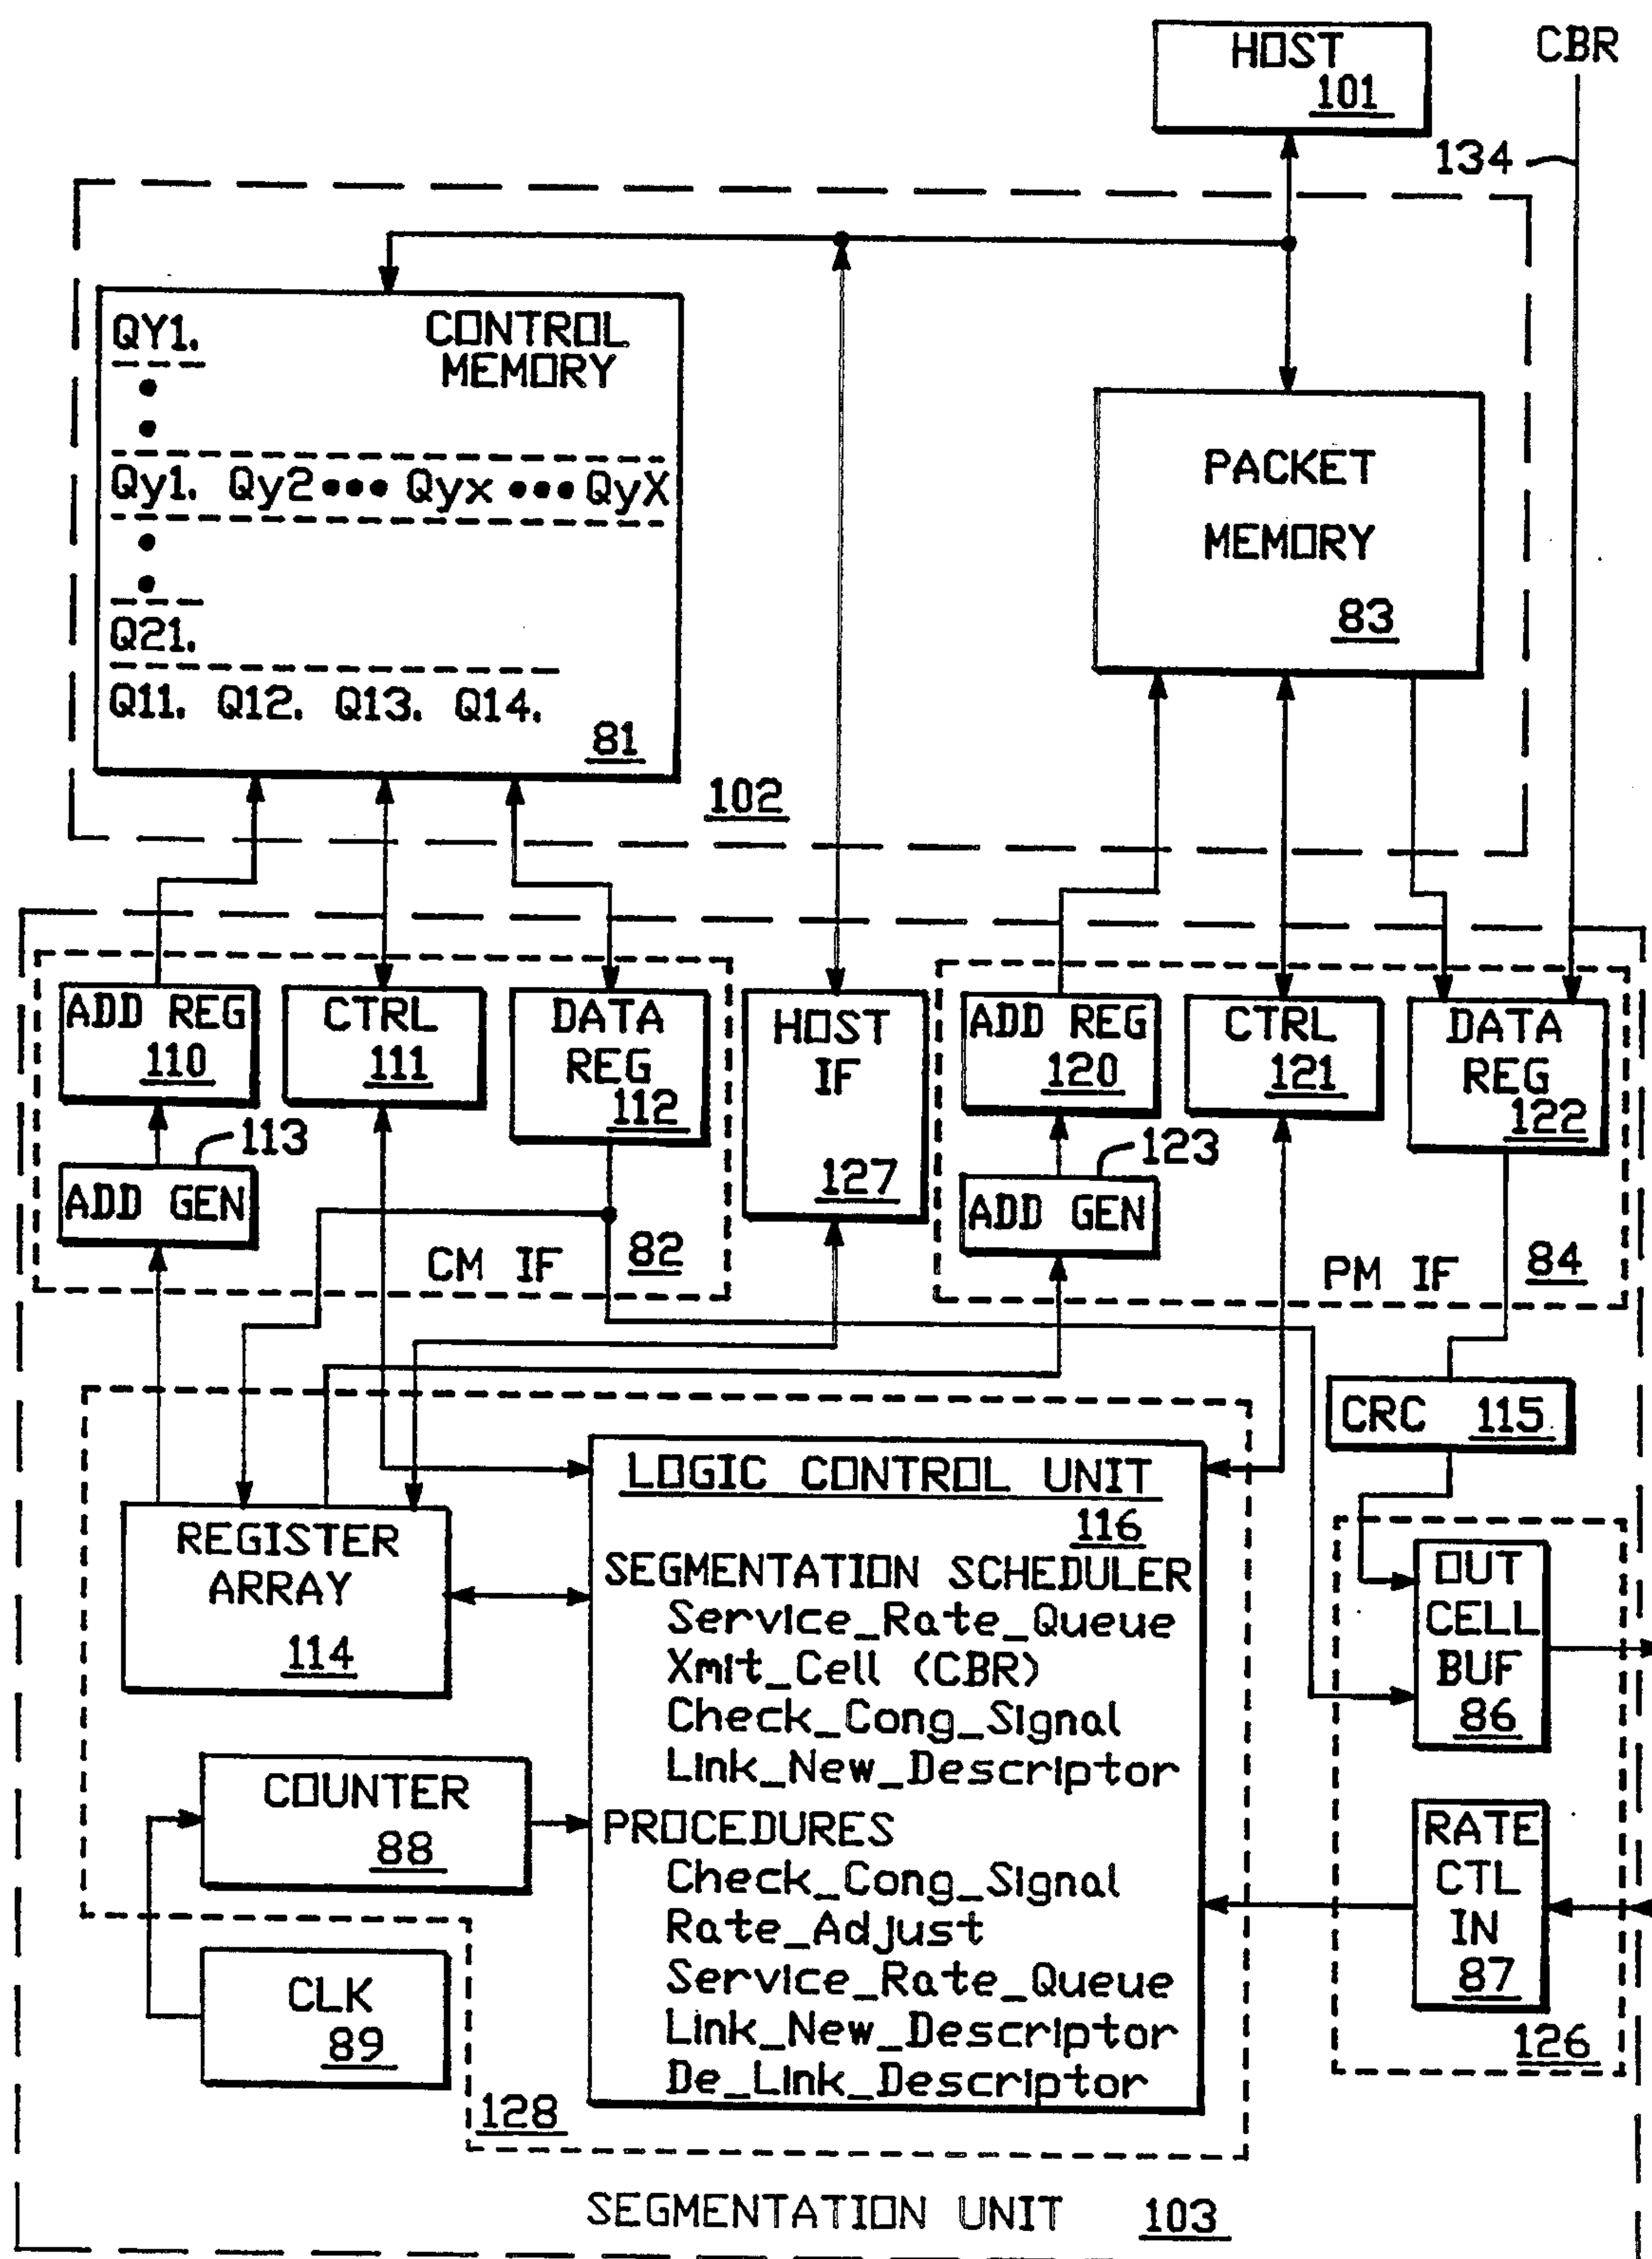 HOST
101
CBR
134
QY1.
CONTROL
MEMORY
Qy1. Qy2●●● Qyx ●●● QyX
Q21.
Q11. Q12. Q13. Q14.
81
PACKET
MEMORY
83
102
ADD REG
110
CTRL
111
DATA
REG
112
HOST
IF
127
ADD REG
120
CTRL
121
DATA
REG
122
113
ADD GEN
123
ADD GEN
CM IF
82
PM IF
84
CRC 115
REGISTER
ARRAY
114
LOGIC CONTROL UNIT
116
SEGMENTATION SCHEDULER
Service_Rate_Queue
Xmit_Cell (CBR)
Check_Cong_Signal
Link_New_Descriptor
PROCEDURES
Check_Cong_Signal
Rate_Adjust
Service_Rate_Queue
Link_New_Descriptor
De_Link_Descriptor
OUT
CELL
BUF
86
COUNTER
88
RATE
CTL
IN
87
CLK
89
126
128
SEGMENTATION UNIT 103